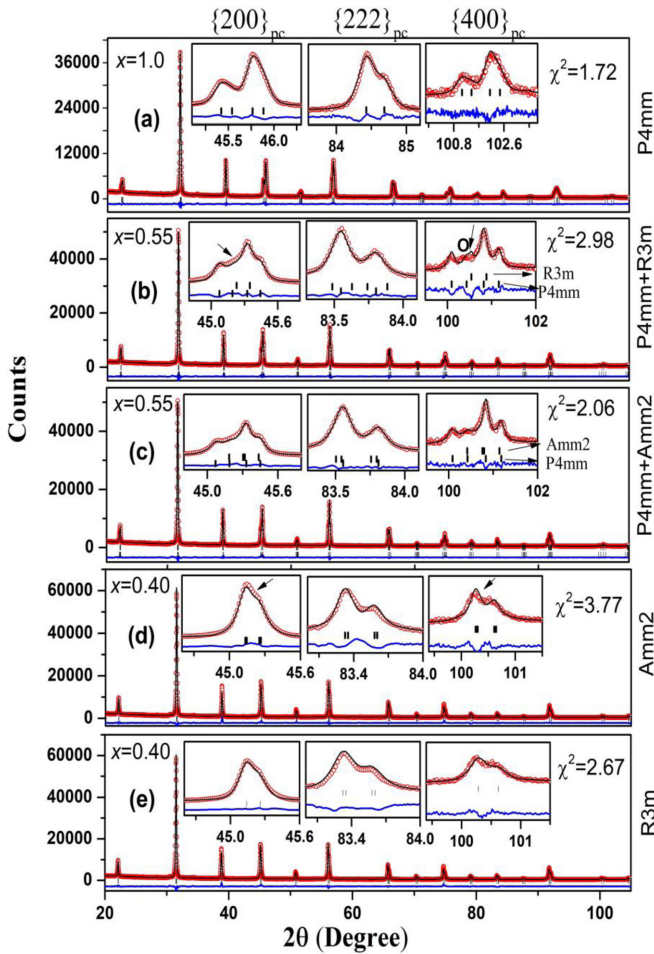 {200}pc {222}pc {400}pc
x=1.0
χ²=1.72
(a)
36000
24000
12000
0
45.5 46.0
84 85
100.8 102.6
P4mm
x=0.55
χ²=2.98
(b)
40000
20000
0
45.0 45.6
83.5 84.0
100 102
O
R3m
P4mm
P4mm+R3m
x=0.55
χ²=2.06
(c)
40000
20000
0
45.0 45.6
83.5 84.0
100 102
Amm2
P4mm
P4mm+Amm2
x=0.40
χ²=3.77
(d)
60000
40000
20000
0
45.0 45.6
83.4 84.0
100 101
Amm2
x=0.40
χ²=2.67
(e)
60000
40000
20000
0
45.0 45.6
83.4 84.0
100 101
R3m
Counts
20 40 60 80 100
2θ (Degree)